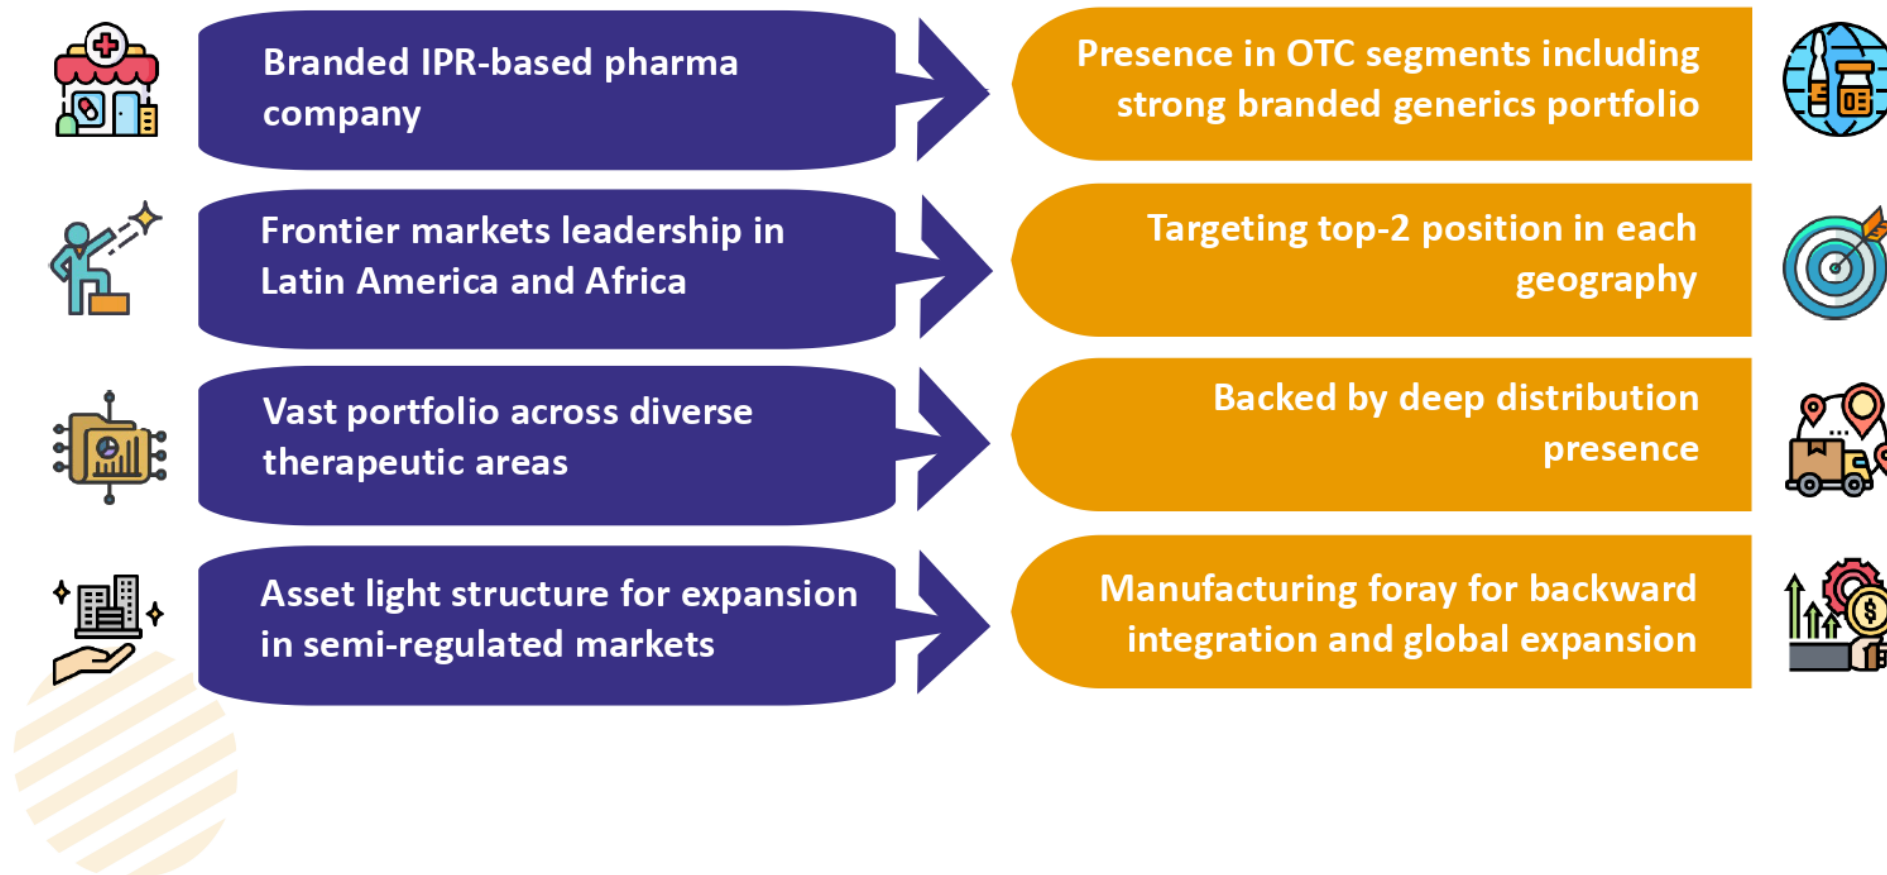 Branded IPR-based pharma
company
Presence in OTC segments including
strong branded generics portfolio
Frontier markets leadership in
Latin America and Africa
Targeting top-2 position in each
geography
Vast portfolio across diverse
therapeutic areas
Backed by deep distribution
presence
Asset light structure for expansion
in semi-regulated markets
Manufacturing foray for backward
integration and global expansion